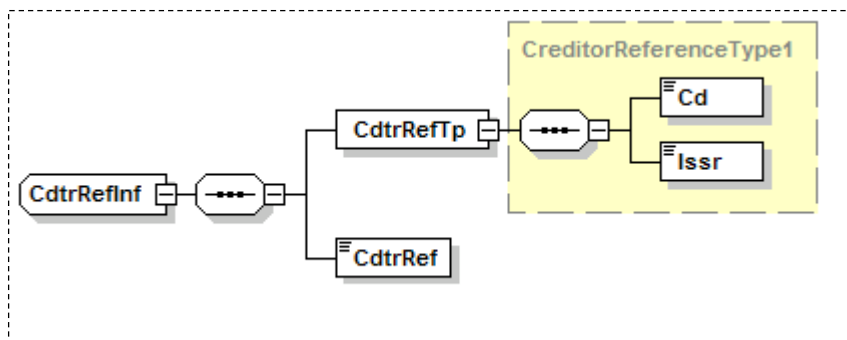 CreditorReferenceType1
Cd
CdtrRefTp
Issr
CdtrRefInf
CdtrRef